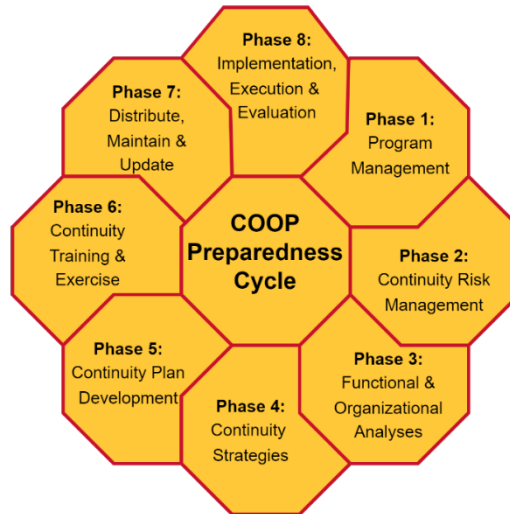 Phase 8:
Implementation,
Execution &
Evaluation
Phase 1:
Program
Management
Phase 2:
Continuity Risk
Management
Phase 3:
Functional &
Organizational
Analyses
Phase 4:
Continuity
Strategies
Phase 5:
Continuity Plan
Development
Phase 6:
Continuity
Training &
Exercise
Phase 7:
Distribute,
Maintain &
Update
COOP
Preparedness
Cycle